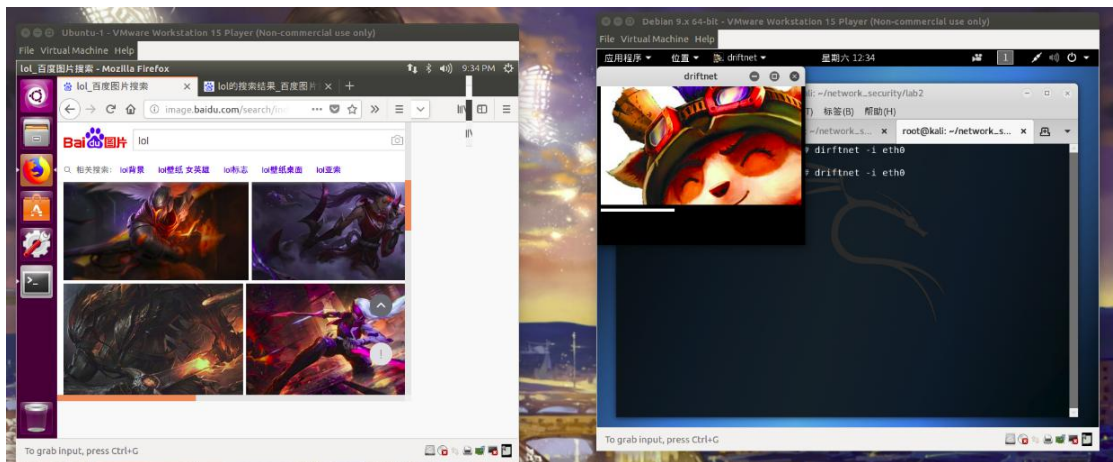 Ubuntu-1 - VMware Workstation 15 Player (Non-commercial use only)
File Virtual Machine Help
lol_百度图片搜索 - Mozilla Firefox
9:34 PM
lol_百度图片搜索
lol的搜索结果_百度图片
image.baidu.com/search/in
Bai du 图片
lol
相关搜索: lol背景 lol壁纸 女英雄 lol标志 lol壁纸桌面 lol亚索
To grab input, press Ctrl+G
Debian 9.x 64-bit - VMware Workstation 15 Player (Non-commercial use only)
File Virtual Machine Help
应用程序 位置 driftnet 星期六 12:34 1
driftnet
li: ~/network_security/lab2
标签(B) 帮助(H)
~/network_s... root@kali: ~/network_s...
# dirftnet -i eth0
# driftnet -i eth0
To grab input, press Ctrl+G